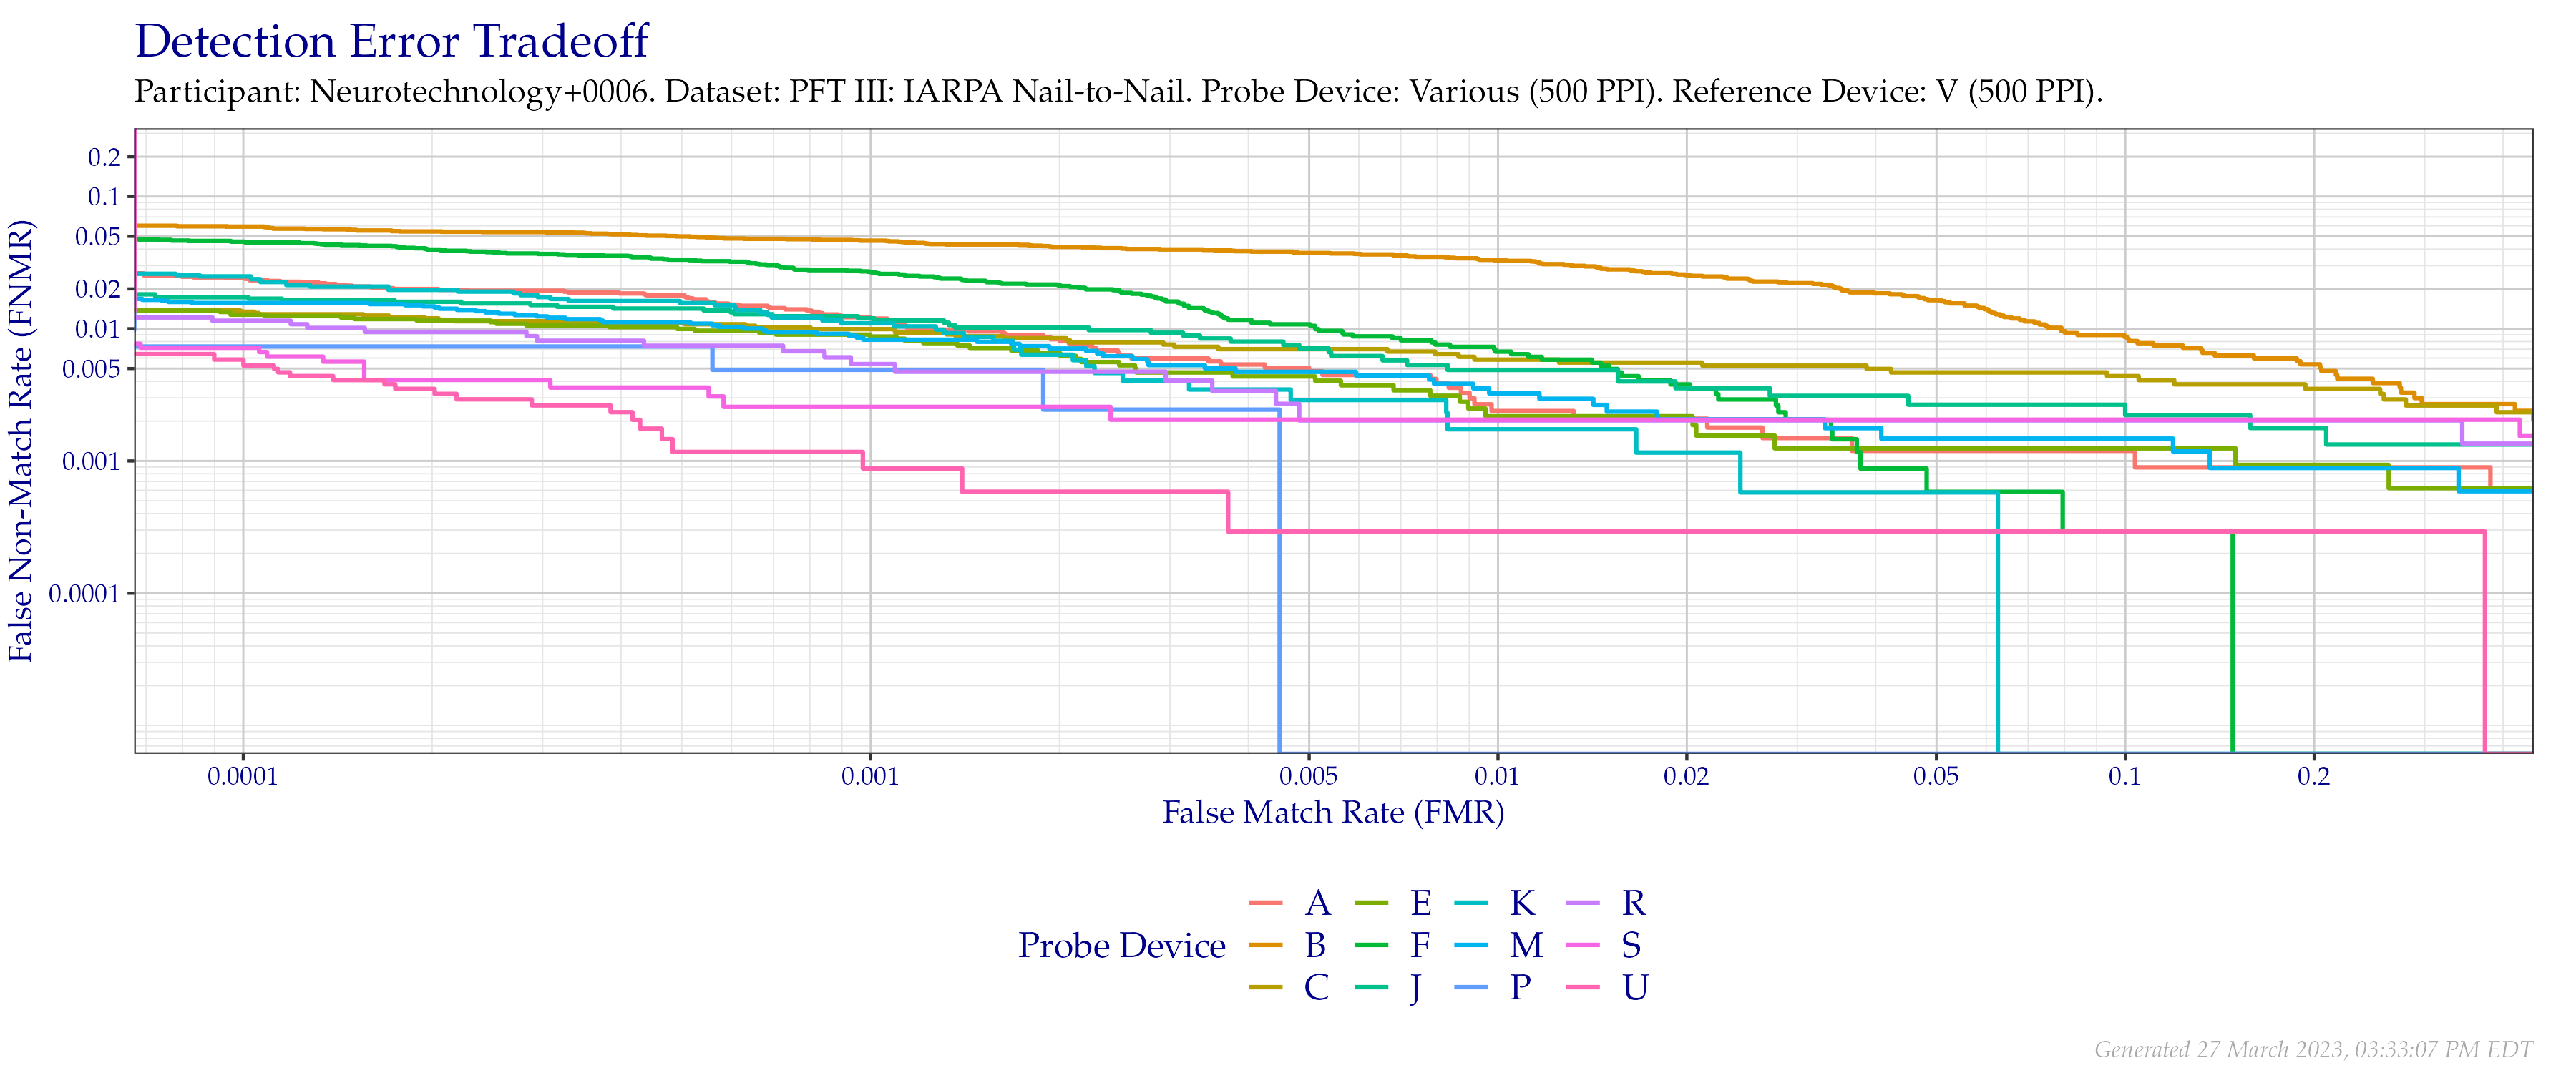 Detection Error Tradeoff
Participant: Neurotechnology+0006. Dataset: PFT III: IARPA Nail-to-Nail. Probe Device: Various (500 PPI). Reference Device: V (500 PPI).
False Non-Match Rate (FNMR)
0.2
0.1
0.05
0.02
0.01
0.005
0.001
0.0001
0.0001 0.001 0.005 0.01 0.02 0.05 0.1 0.2
False Match Rate (FMR)
A E K R
Probe Device B F M S
C J P U
Generated 27 March 2023, 03:33:07 PM EDT